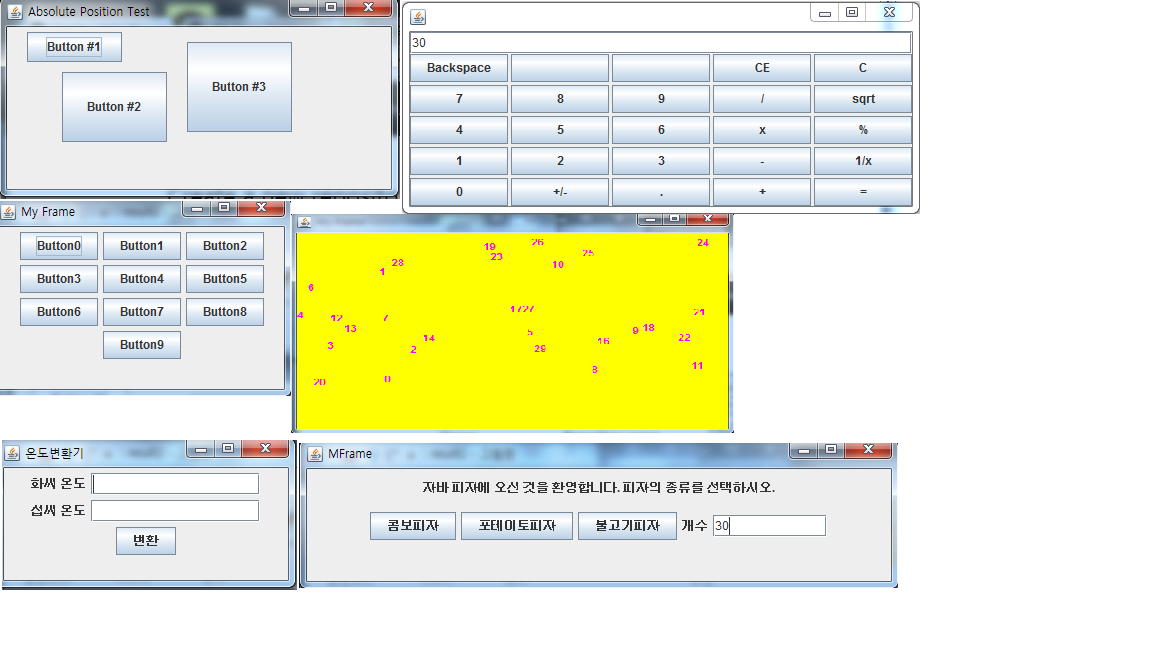 Absolute Position Test
Button #1
Button #2
Button #3
30
Backspace CE C
7 8 9 / sqrt
4 5 6 x %
1 2 3 - 1/x
0 +/- . + =
My Frame
Button0 Button1 Button2
Button3 Button4 Button5
Button6 Button7 Button8
Button9
19 26 24
23 25
28 10
1
6
4 12 7 1727 21
13 5 9 18
3 14 16 22
2 29
8 11
20 0
온도변환기
화씨 온도
섭씨 온도
변환
MFrame
자바 피자에 오신 것을 환영합니다. 피자의 종류를 선택하시오.
콤보피자 포테이토피자 불고기피자 개수 30